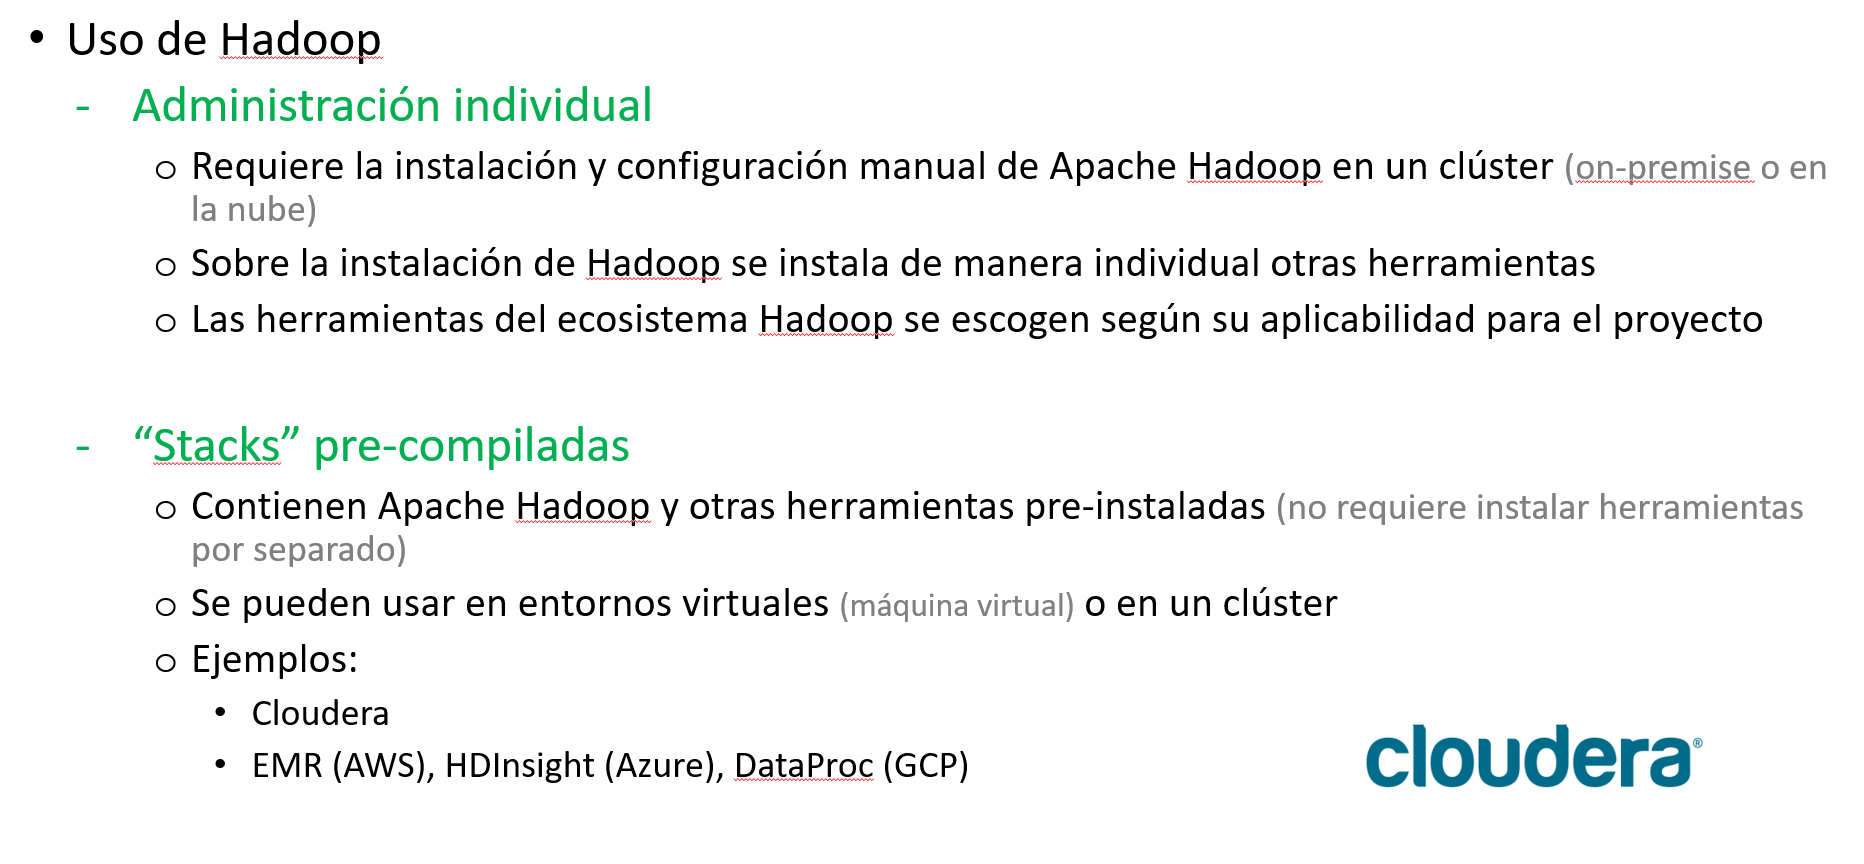 • Uso de Hadoop
- Administración individual
o Requiere la instalación y configuración manual de Apache Hadoop en un clúster (on-premise o en
la nube)
o Sobre la instalación de Hadoop se instala de manera individual otras herramientas
o Las herramientas del ecosistema Hadoop se escogen según su aplicabilidad para el proyecto
- “Stacks” pre-compiladas
o Contienen Apache Hadoop y otras herramientas pre-instaladas (no requiere instalar herramientas
por separado)
o Se pueden usar en entornos virtuales (máquina virtual) o en un clúster
o Ejemplos:
• Cloudera
• EMR (AWS), HDInsight (Azure), DataProc (GCP)
cloudera®